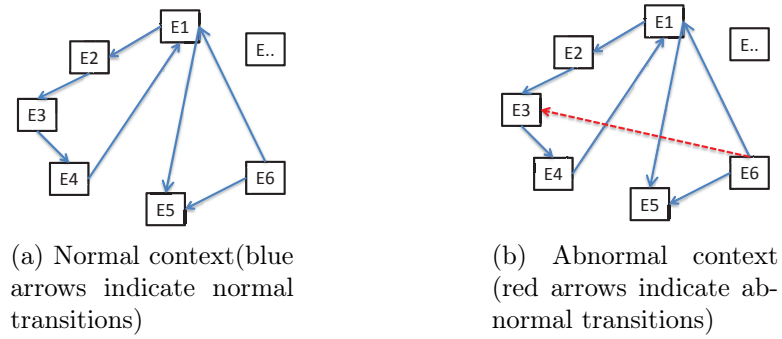 E1
E..
E2
E3
E4
E6
E5
(a) Normal context(blue
arrows indicate normal
transitions)
E1
E..
E2
E3
E4
E6
E5
(b) Abnormal context
(red arrows indicate ab-
normal transitions)